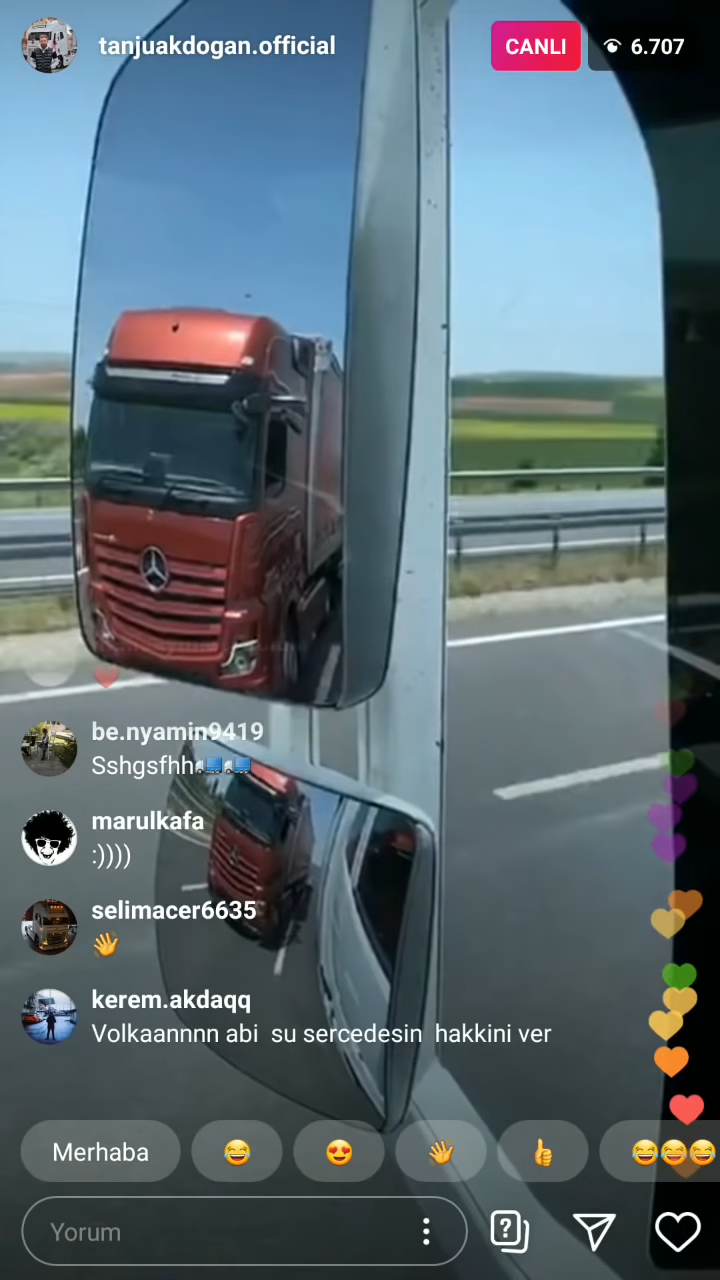 tanjuakdogan.official
CANLI
6.707
be.nyamin9419
Sshgsfhh🚛🚛
marulkafa
:))))
selimacer6635
👋
kerem.akdaqq
Volkaannnn abi  su sercedesin  hakkini ver
Merhaba 😂 😍 👋 👍 😂😂😂
Yorum